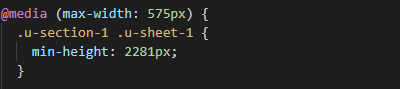 @media (max-width: 575px) {
  .u-section-1 .u-sheet-1 {
    min-height: 2281px;
  }